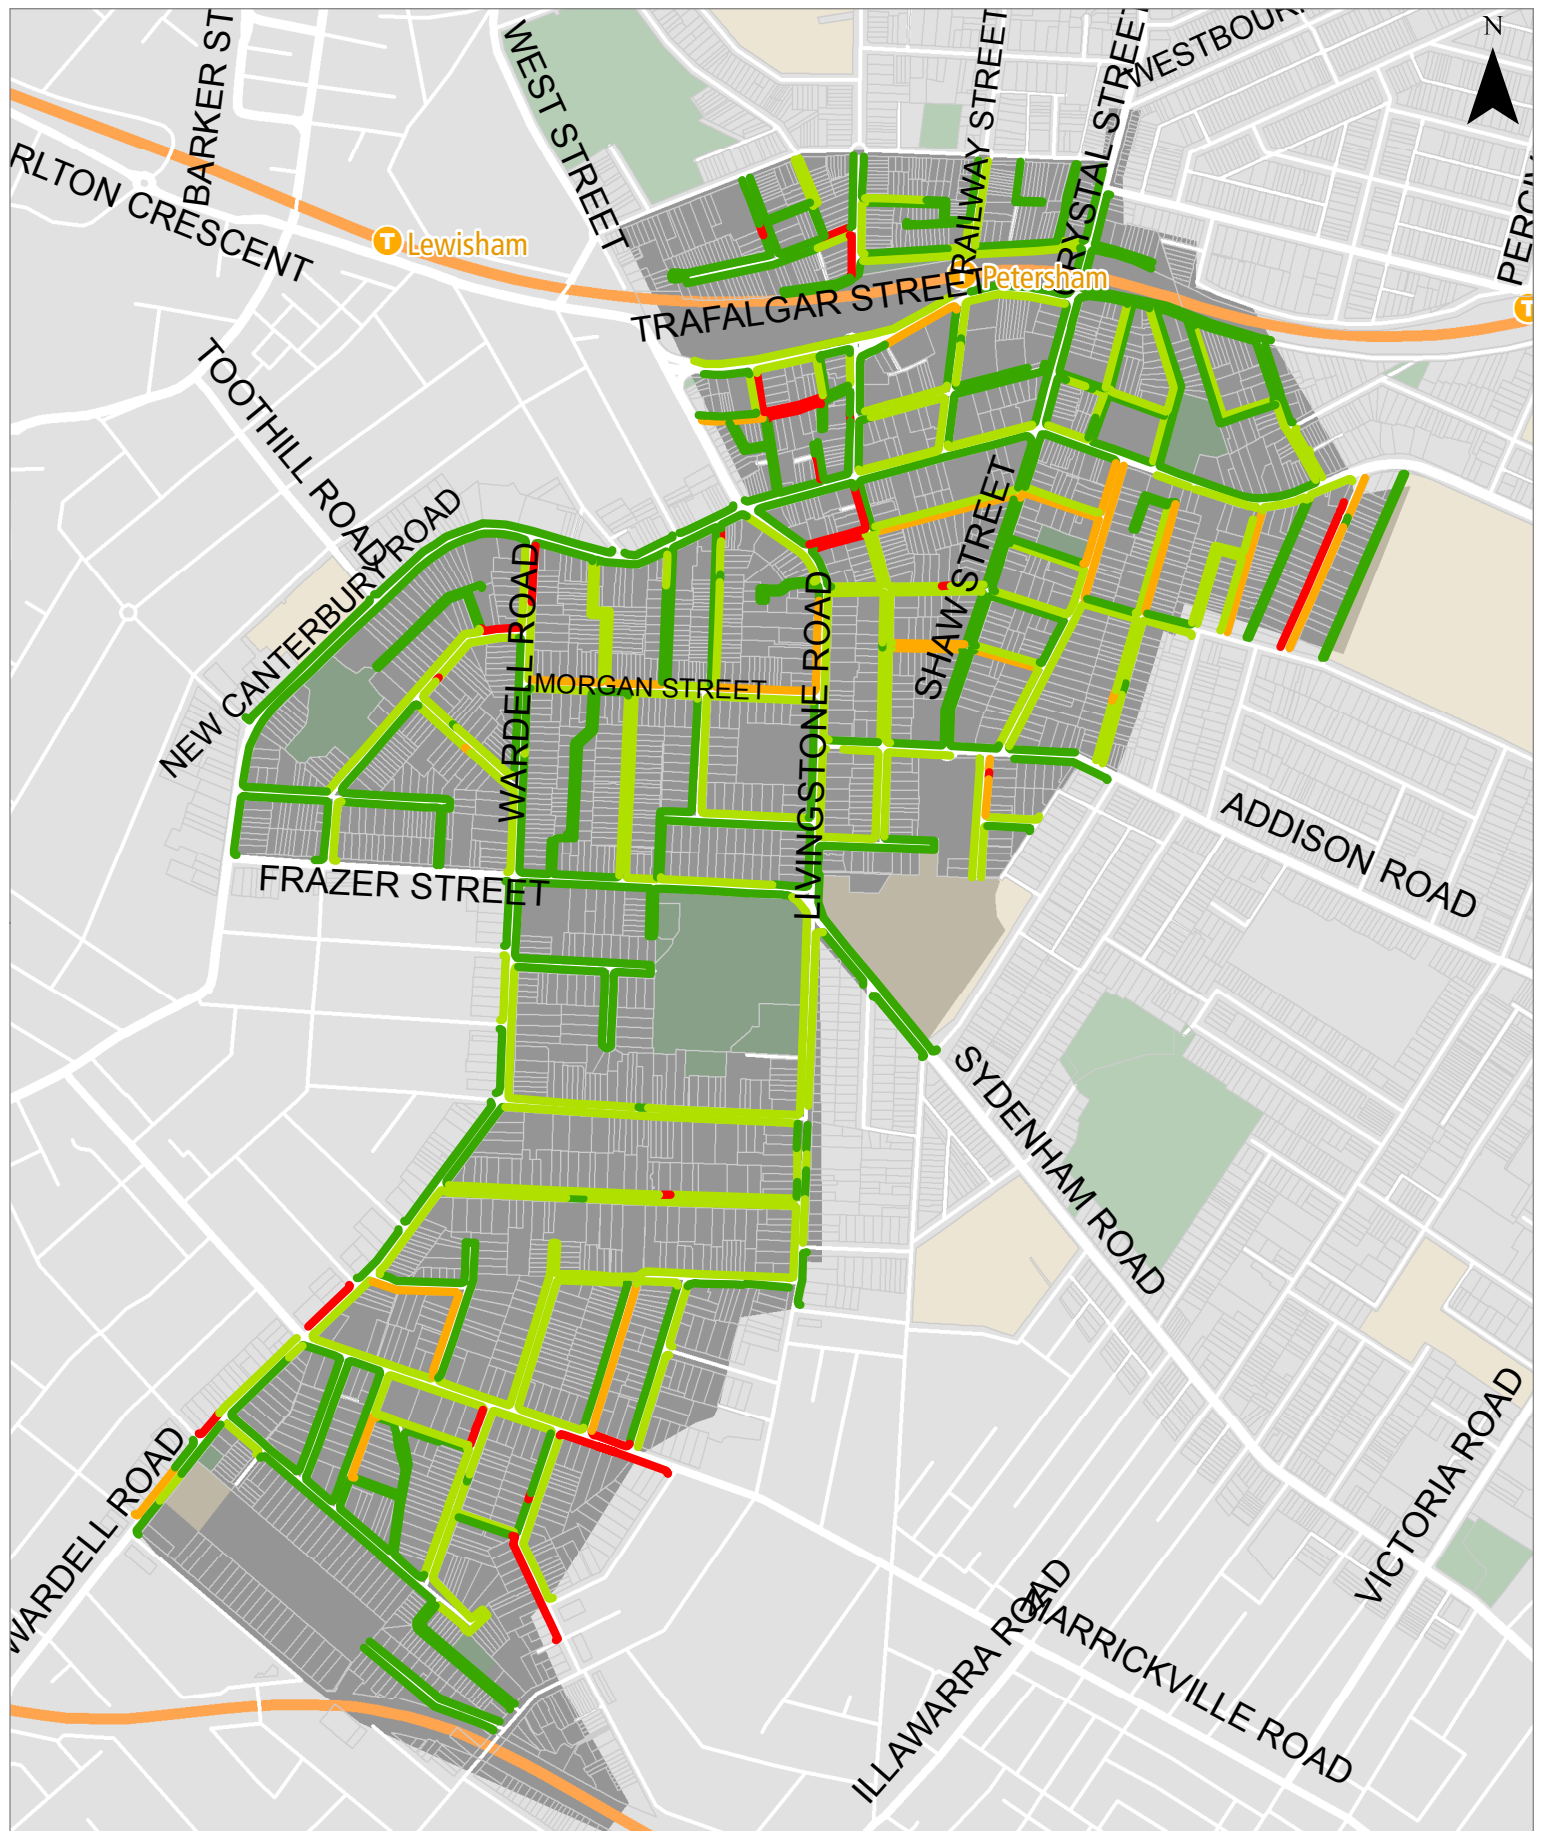 N
BARKER ST
WEST STREET
RAILWAY STREET
CRYSTAL STREET
WESTBOUR
PERCIV
RLTON CRESCENT
T Lewisham
Petersham
T
TRAFALGAR STREET
TOOTHILL ROAD
NEW CANTERBURY ROAD
WARDELL ROAD
SHAW STREET
MORGAN STREET
LIVINGSTONE ROAD
FRAZER STREET
ADDISON ROAD
SYDENHAM ROAD
WARDELL ROAD
VICTORIA ROAD
ILLAWARRA ROAD
MARRICKVILLE ROAD